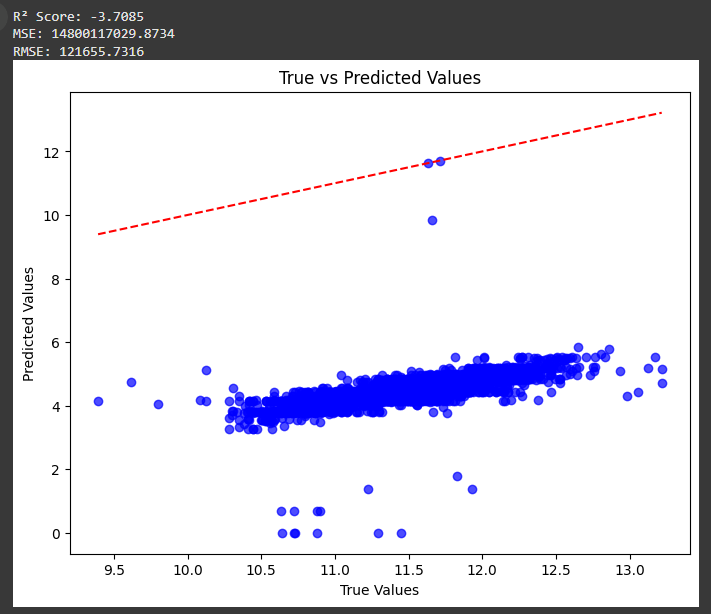 R² Score: -3.7085
MSE: 14800117029.8734
RMSE: 121655.7316
True vs Predicted Values
12
10
8
6
4
2
0
Predicted Values
9.5 10.0 10.5 11.0 11.5 12.0 12.5 13.0
True Values